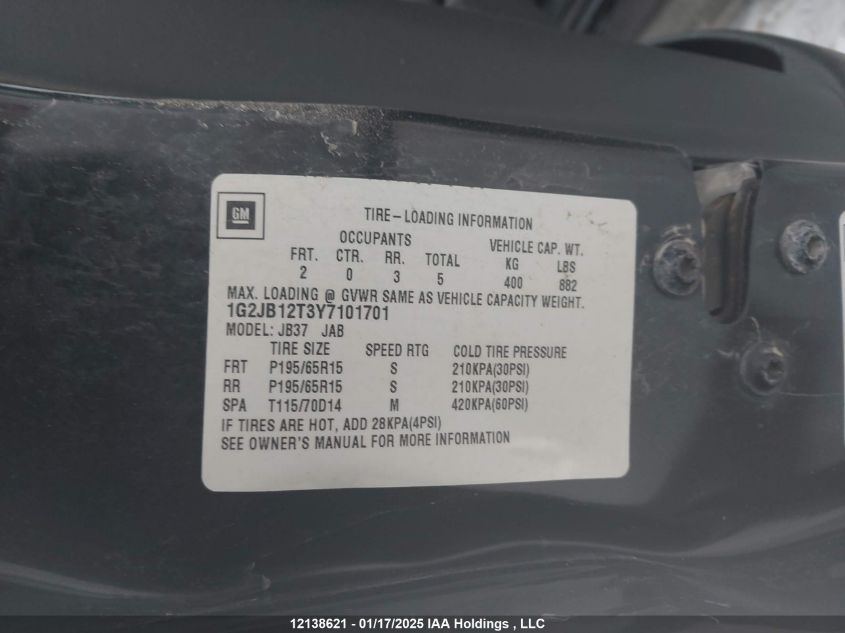 GM
TIRE-LOADING INFORMATION
OCCUPANTS VEHICLE CAP. WT.
FRT. CTR. RR. TOTAL KG LBS
2 0 3 5 400 882
MAX. LOADING @ GVWR SAME AS VEHICLE CAPACITY WEIGHT.
1G2JB12T3Y7101701
MODEL: JB37 JAB
TIRE SIZE SPEED RTG COLD TIRE PRESSURE
FRT P195/65R15 S 210KPA(30PSI)
RR P195/65R15 S 210KPA(30PSI)
SPA T115/70D14 M 420KPA(60PSI)
IF TIRES ARE HOT, ADD 28KPA(4PSI)
SEE OWNER'S MANUAL FOR MORE INFORMATION
12138621 - 01/17/2025 IAA Holdings , LLC